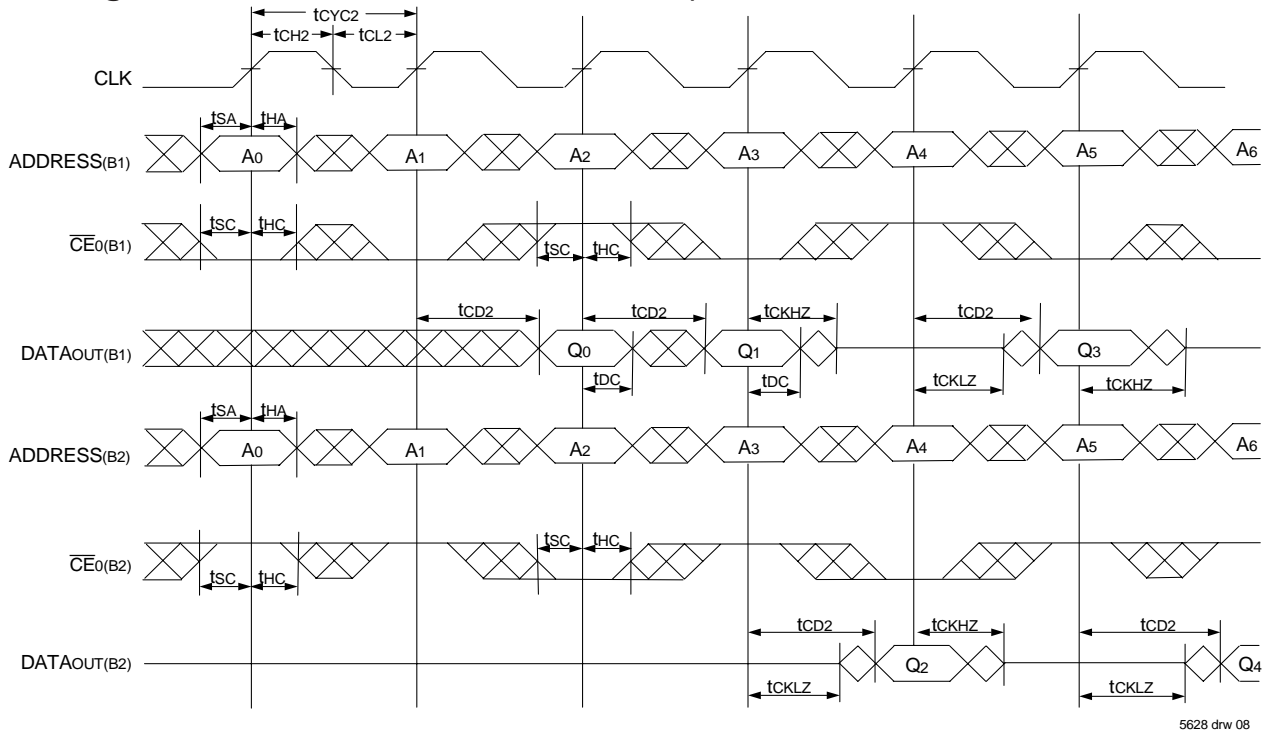 tCYC2
tCH2 tCL2
CLK
tSA tHA
ADDRESS(B1) A0 A1 A2 A3 A4 A5 A6
tSC tHC
CE0(B1)
tSC tHC
tCD2 tCD2 tCKHZ tCD2
DATAOUT(B1) Q0 Q1 Q3
tDC tDC tCKLZ tCKHZ
tSA tHA
ADDRESS(B2) A0 A1 A2 A3 A4 A5 A6
tSC tHC
CE0(B2)
tSC tHC
tCD2 tCKHZ tCD2
DATAOUT(B2) Q2 Q4
tCKLZ tCKLZ
5628 drw 08